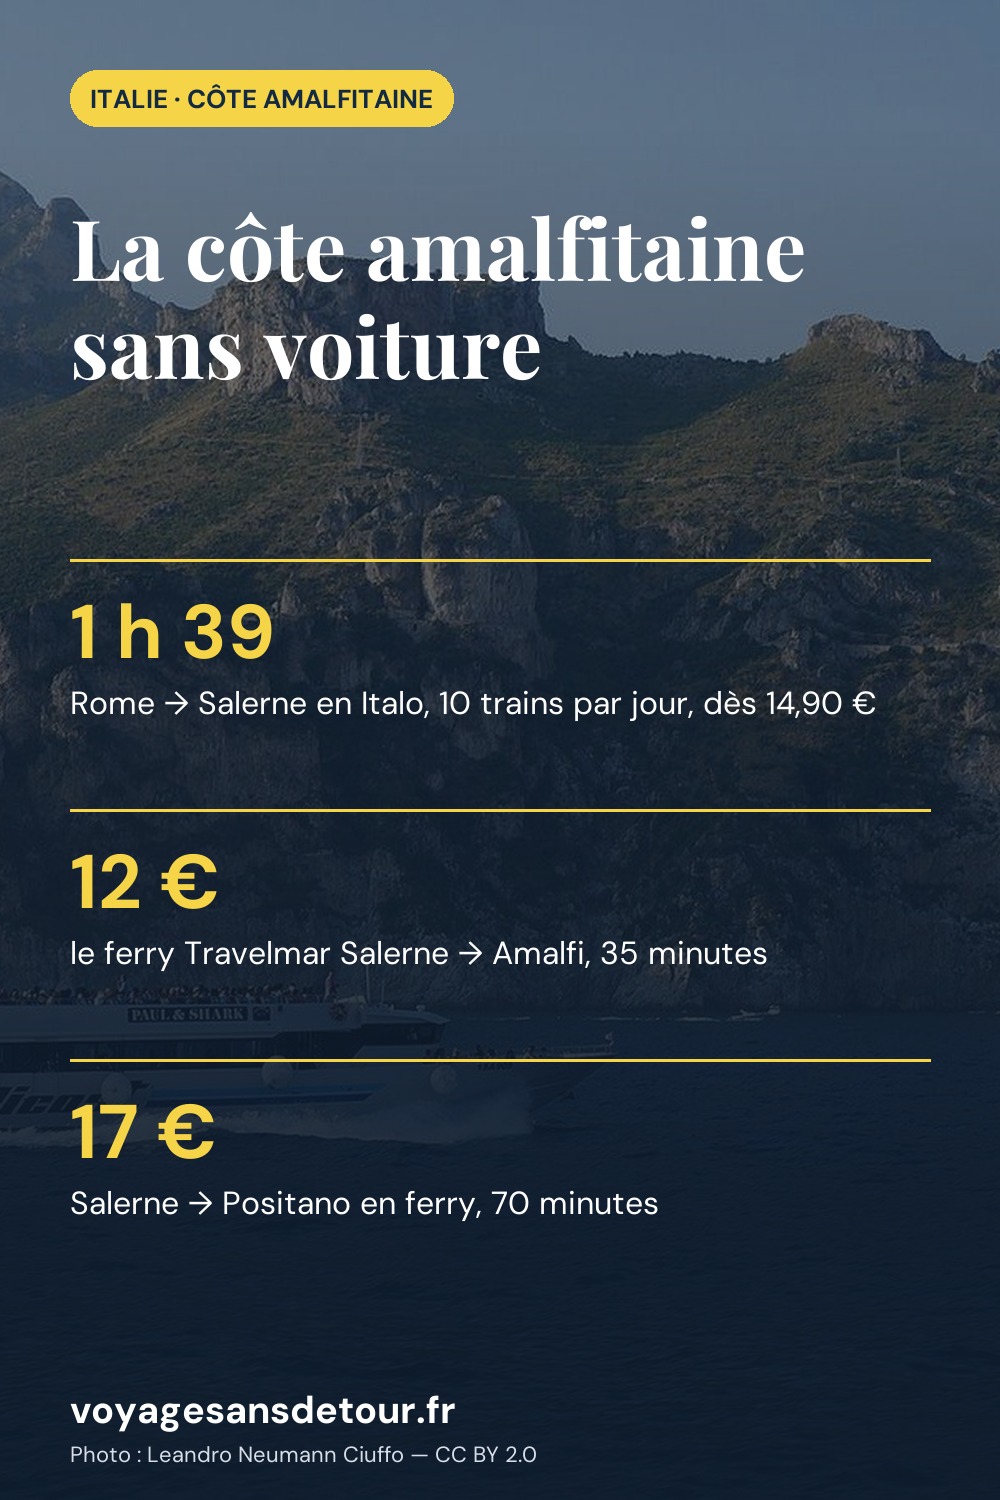 ITALIE · CÔTE AMALFITAINE
La côte amalfitaine
sans voiture
1 h 39
Rome → Salerne en Italo, 10 trains par jour, dès 14,90 €
12 €
le ferry Travelmar Salerne → Amalfi, 35 minutes
PAUL & SHARK
17 €
Salerne → Positano en ferry, 70 minutes
voyagesansdetour.fr
Photo : Leandro Neumann Ciuffo — CC BY 2.0